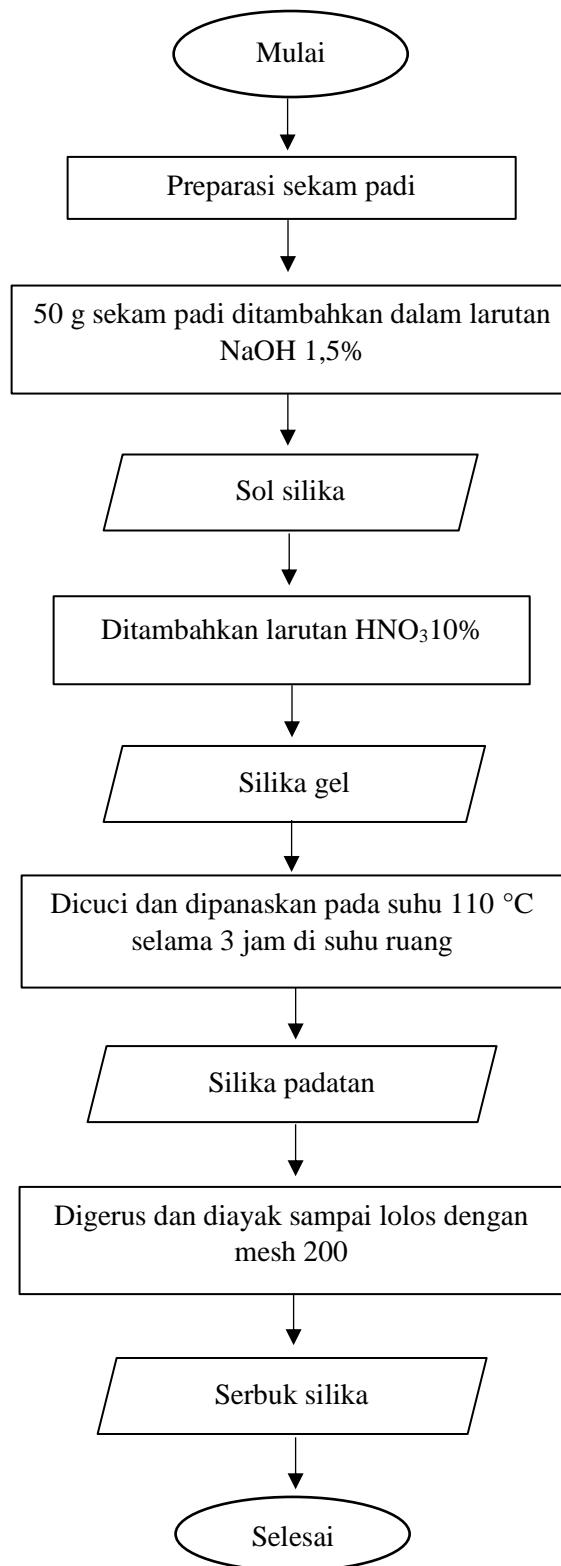 Mulai
Preparasi sekam padi
50 g sekam padi ditambahkan dalam larutan
NaOH 1,5%
Sol silika
Ditambahkan larutan HNO₃10%
Silika gel
Dicuci dan dipanaskan pada suhu 110 °C
selama 3 jam di suhu ruang
Silika padatan
Digerus dan diayak sampai lolos dengan
mesh 200
Serbuk silika
Selesai